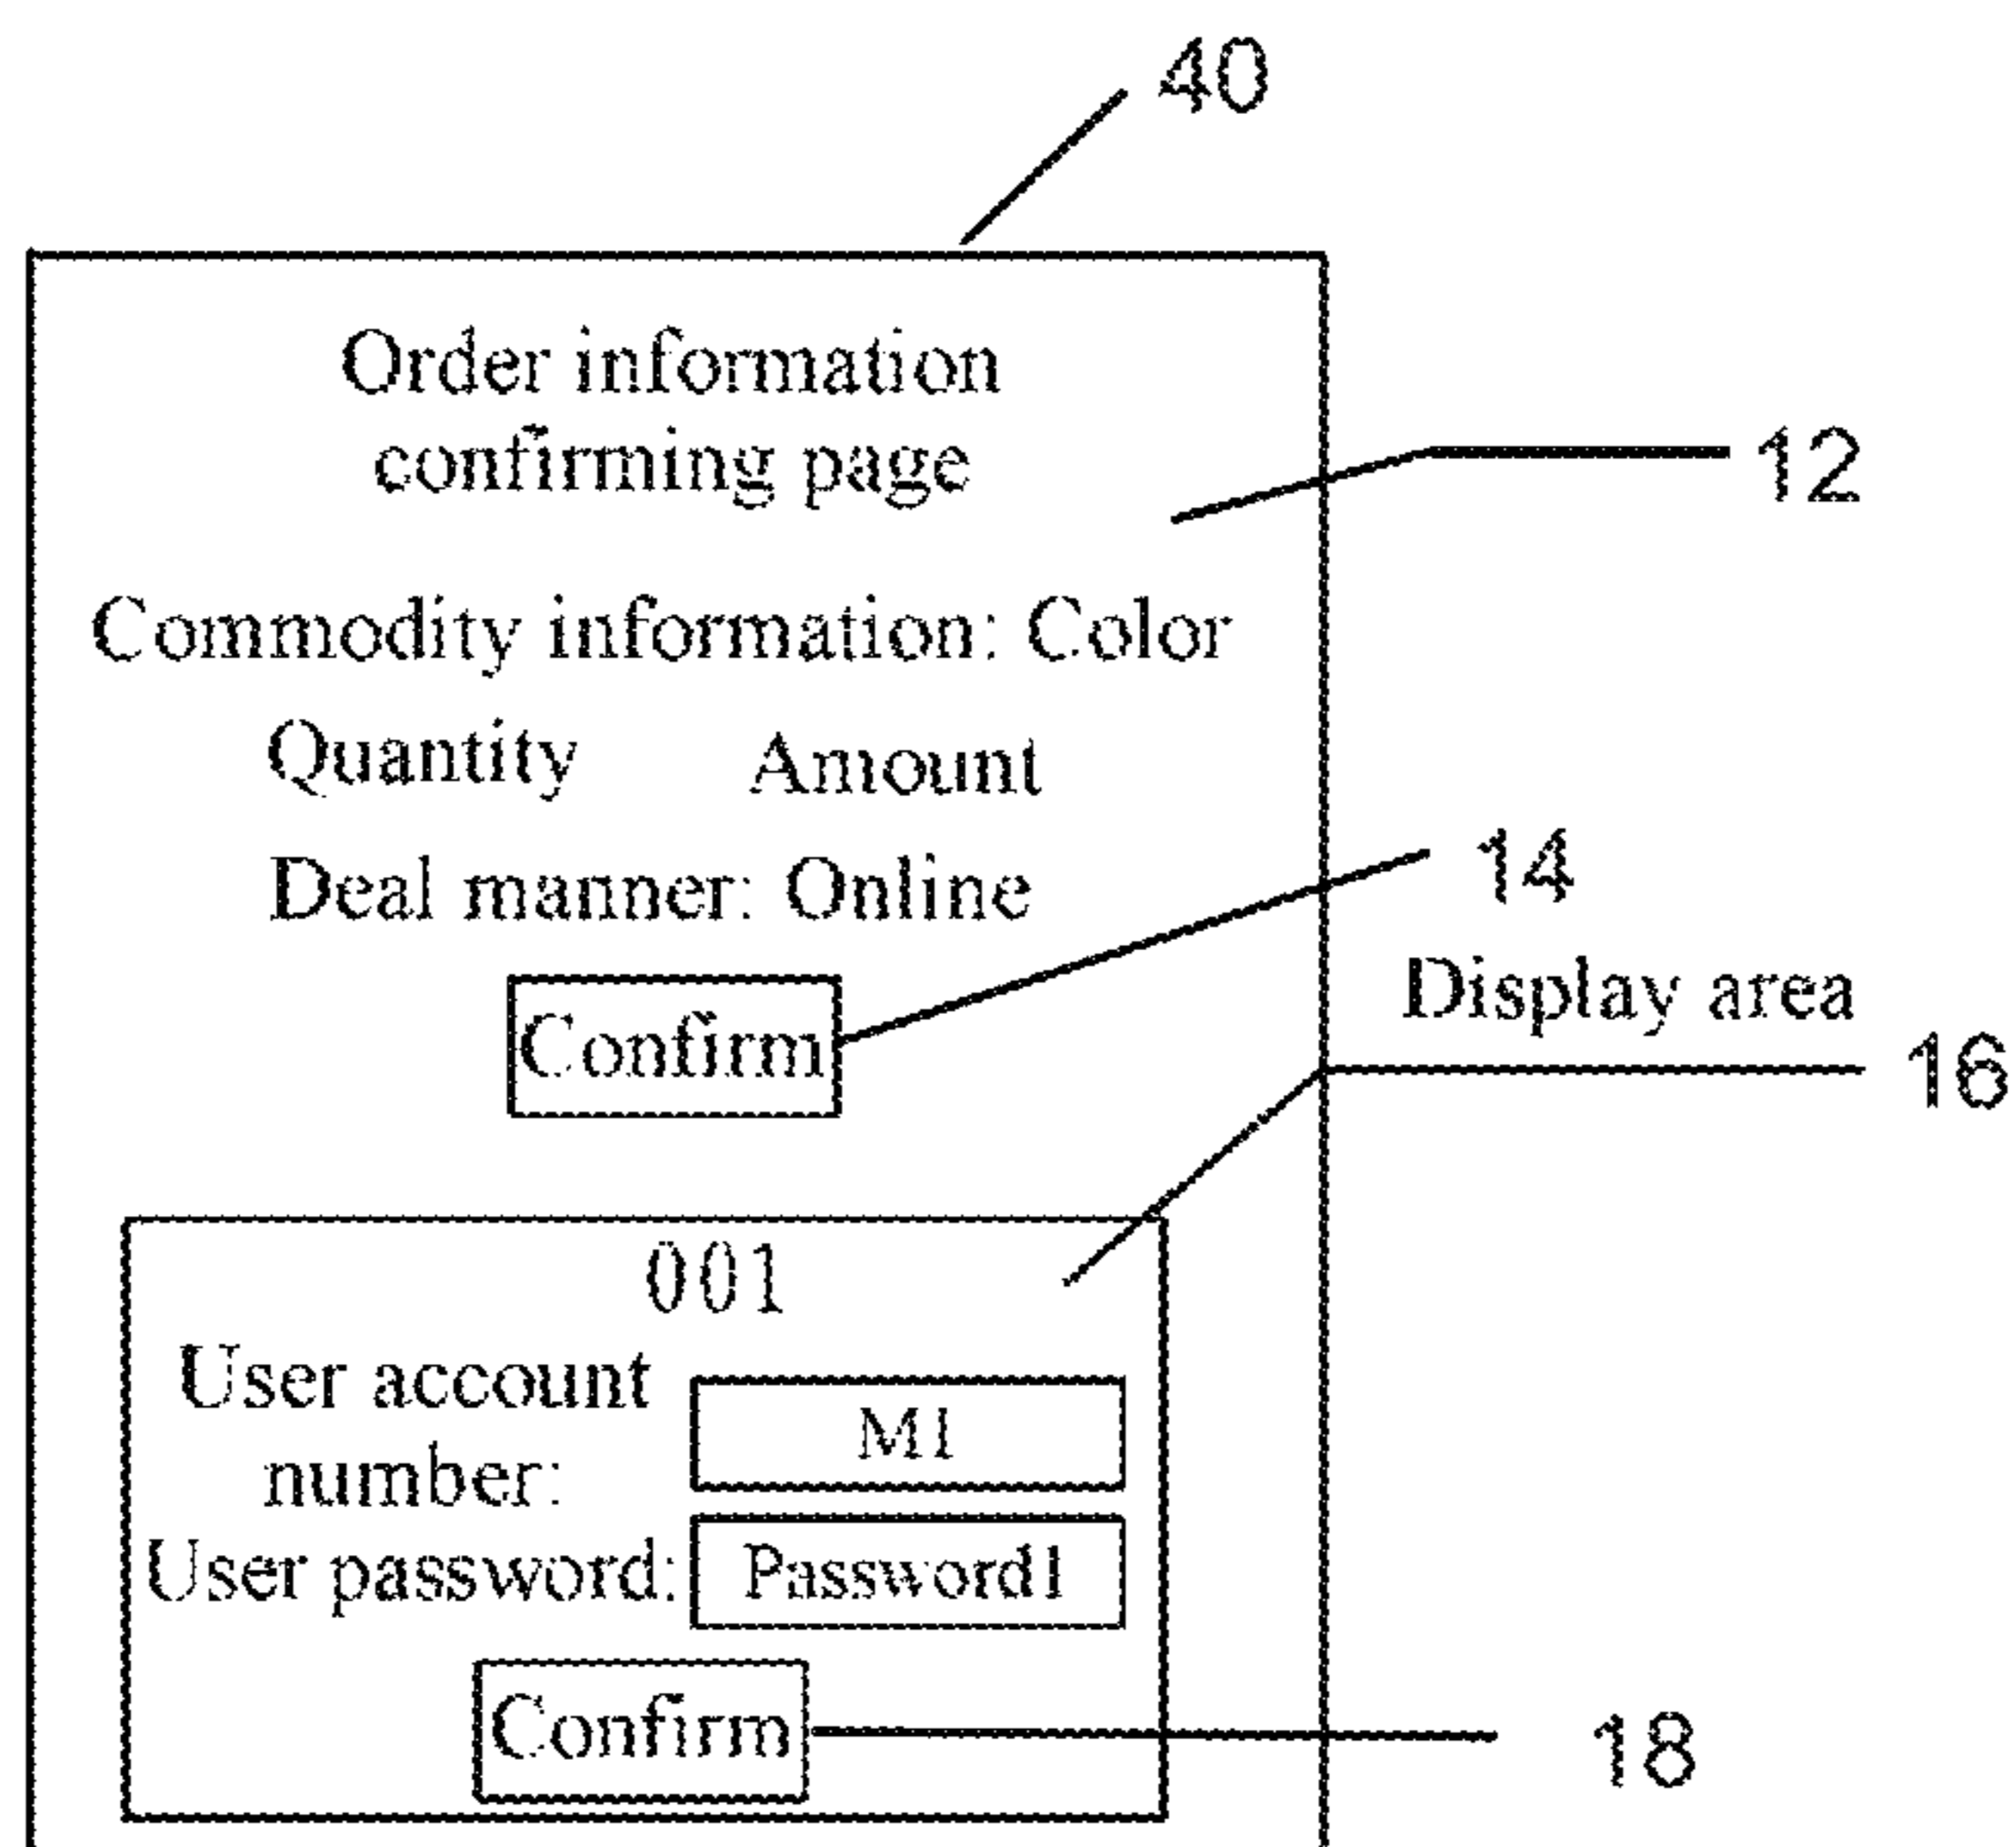 40
Order information
confirming page
12
Commodity information: Color
Quantity Amount
Deal manner: Online
14
Confirm
Display area
16
001
User account
number:
M1
User password:
Password1
Confirm
18